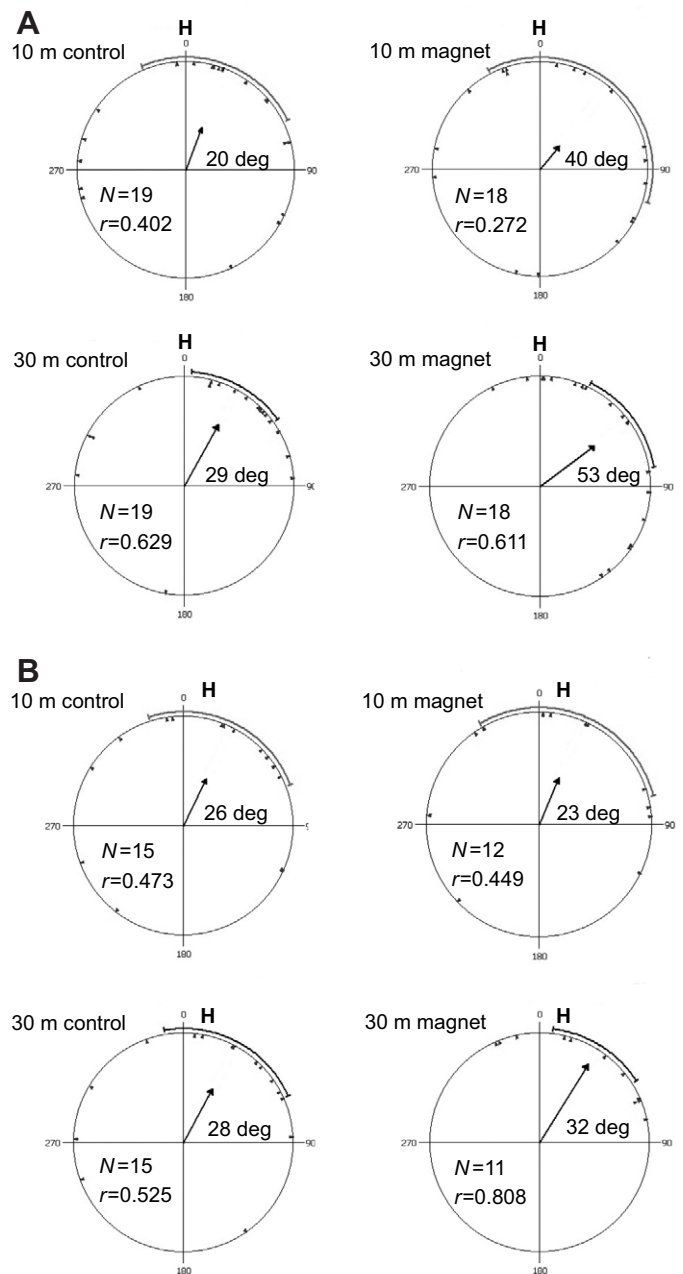 A
10 m control
H
0
270
90
20 deg
N=19
r=0.402
180
10 m magnet
H
0
270
90
40 deg
N=18
r=0.272
180
30 m control
H
0
270
29 deg
N=19
r=0.629
180
30 m magnet
H
0
270
90
53 deg
N=18
r=0.611
180
B
10 m control
0
H
270
26 deg
N=15
r=0.473
180
10 m magnet
0
H
270
90
23 deg
N=12
r=0.449
180
30 m control
0
H
270
90
28 deg
N=15
r=0.525
180
30 m magnet
0
H
270
90
32 deg
N=11
r=0.808
180